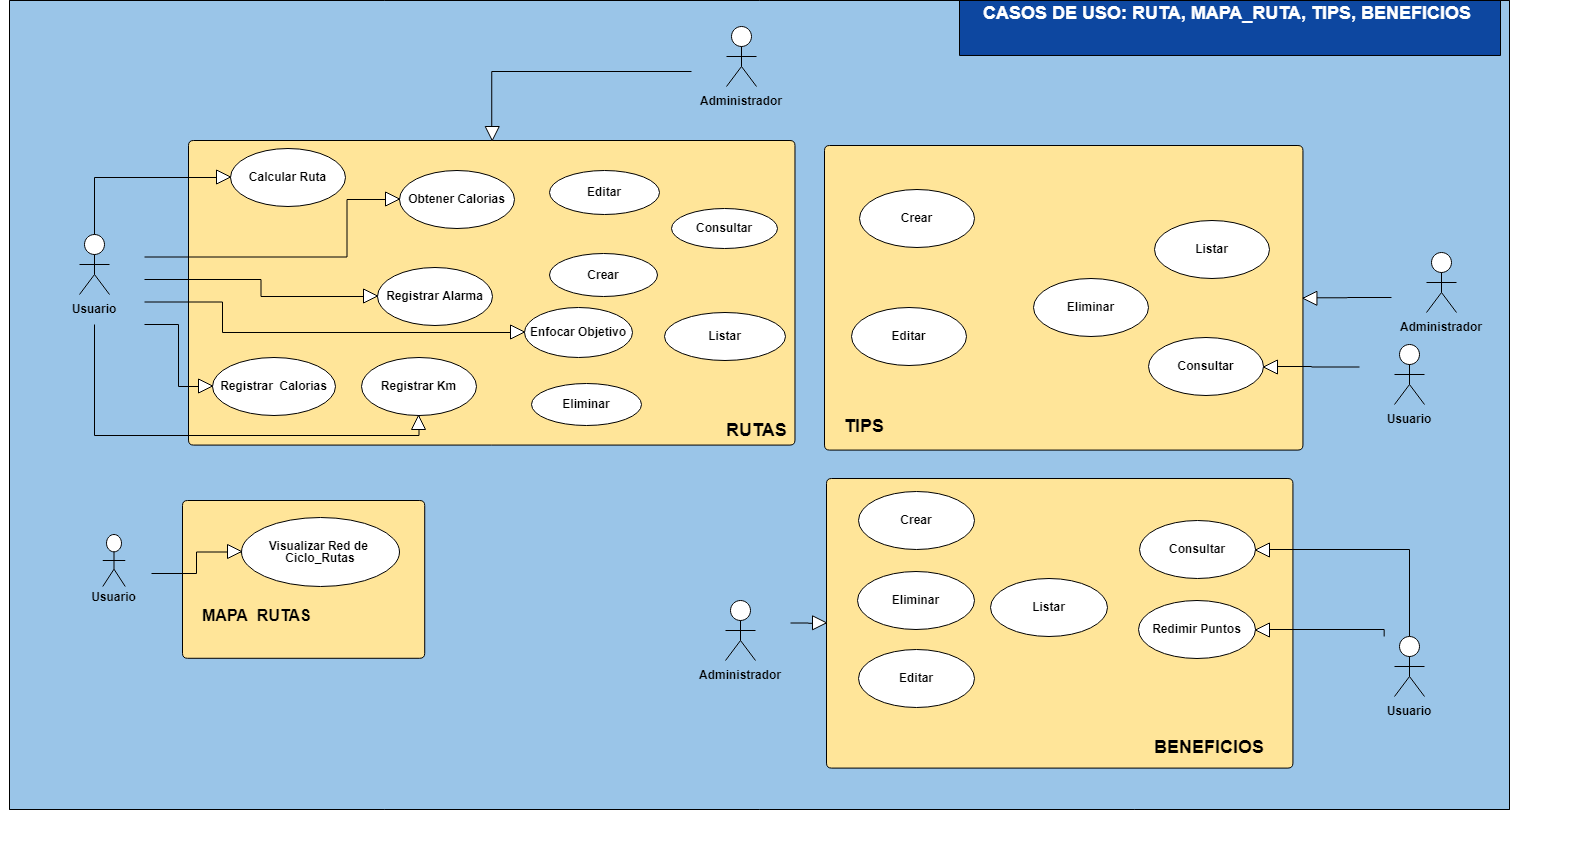 CASOS DE USO: RUTA, MAPA_RUTA, TIPS, BENEFICIOS
Administrador
Calcular Ruta
Obtener Calorias
Editar
Consultar
Usuario
Registrar Alarma
Crear
Enfocar Objetivo
Listar
Registrar  Calorias
Registrar Km
Eliminar
RUTAS
Crear
Listar
Eliminar
Editar
Consultar
TIPS
Administrador
Usuario
Usuario
Visualizar Red de
Ciclo_Rutas
MAPA  RUTAS
Administrador
Crear
Consultar
Eliminar
Listar
Redimir Puntos
Editar
BENEFICIOS
Usuario